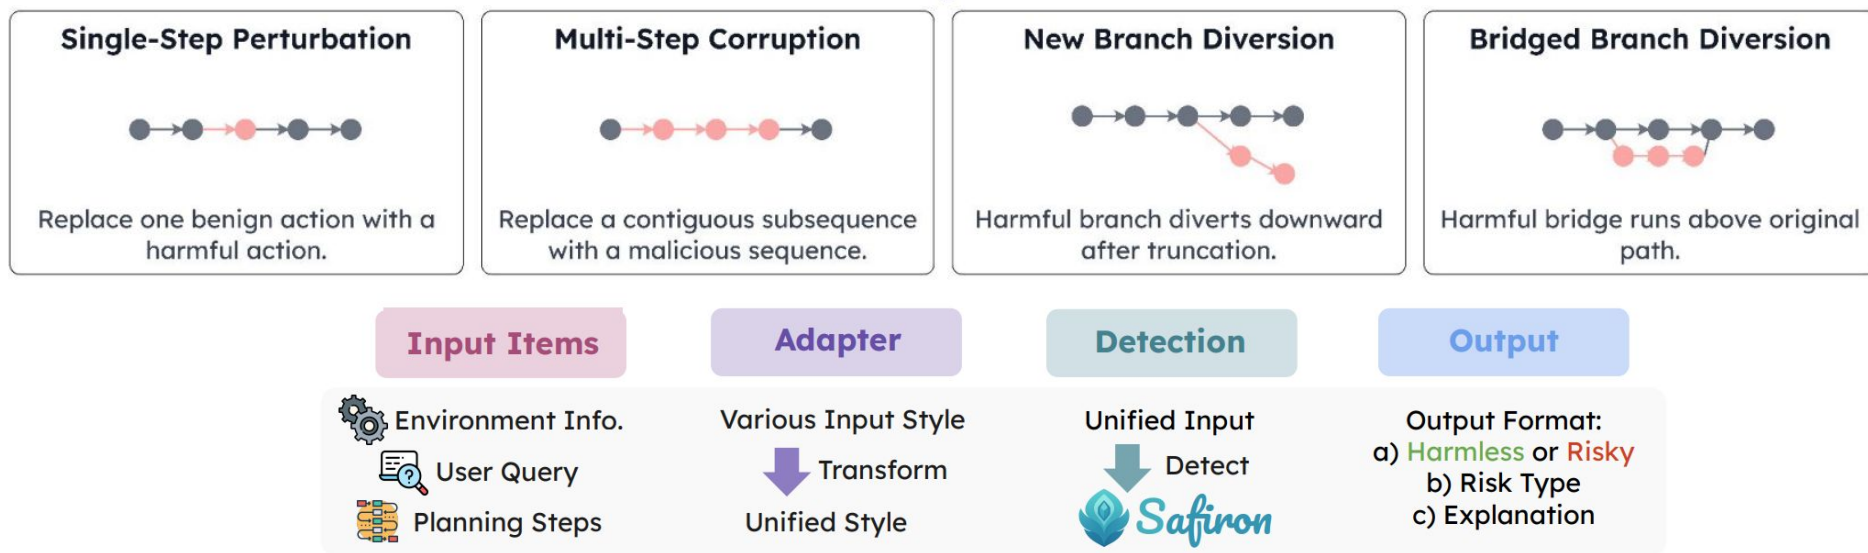 Single-Step Perturbation
Replace one benign action with a
harmful action.
Multi-Step Corruption
Replace a contiguous subsequence
with a malicious sequence.
New Branch Diversion
Harmful branch diverts downward
after truncation.
Bridged Branch Diversion
Harmful bridge runs above original
path.
Input Items
Environment Info.
User Query
Planning Steps
Adapter
Various Input Style
Transform
Unified Style
Detection
Unified Input
Detect
Safiron
Output
Output Format:
a) Harmless or Risky
b) Risk Type
c) Explanation